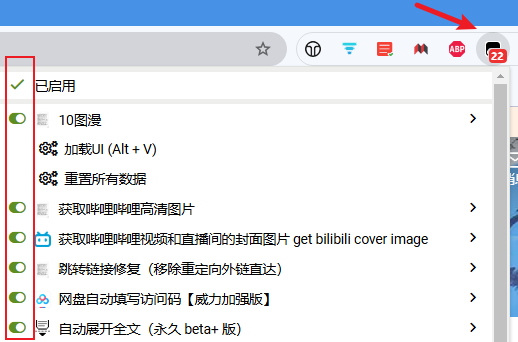 ABP
22
已启用
10图漫
加载UI (Alt + V)
重置所有数据
获取哔哩哔哩高清图片
获取哔哩哔哩视频和直播间的封面图片 get bilibili cover image
跳转链接修复（移除重定向外链直达）
网盘自动填写访问码【威力加强版】
自动展开全文（永久 beta+ 版）